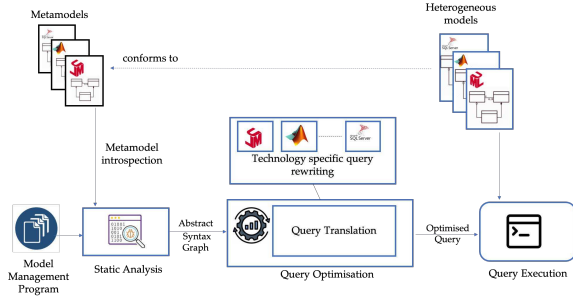 Metamodels
Heterogeneous
models
conforms to
Metamodel
introspection
SQLServer
Technology specific query
rewriting
Abstract
Syntax
Graph
Query Translation
Optimised
Query
Model
Management
Program
Static Analysis
Query Optimisation
Query Execution